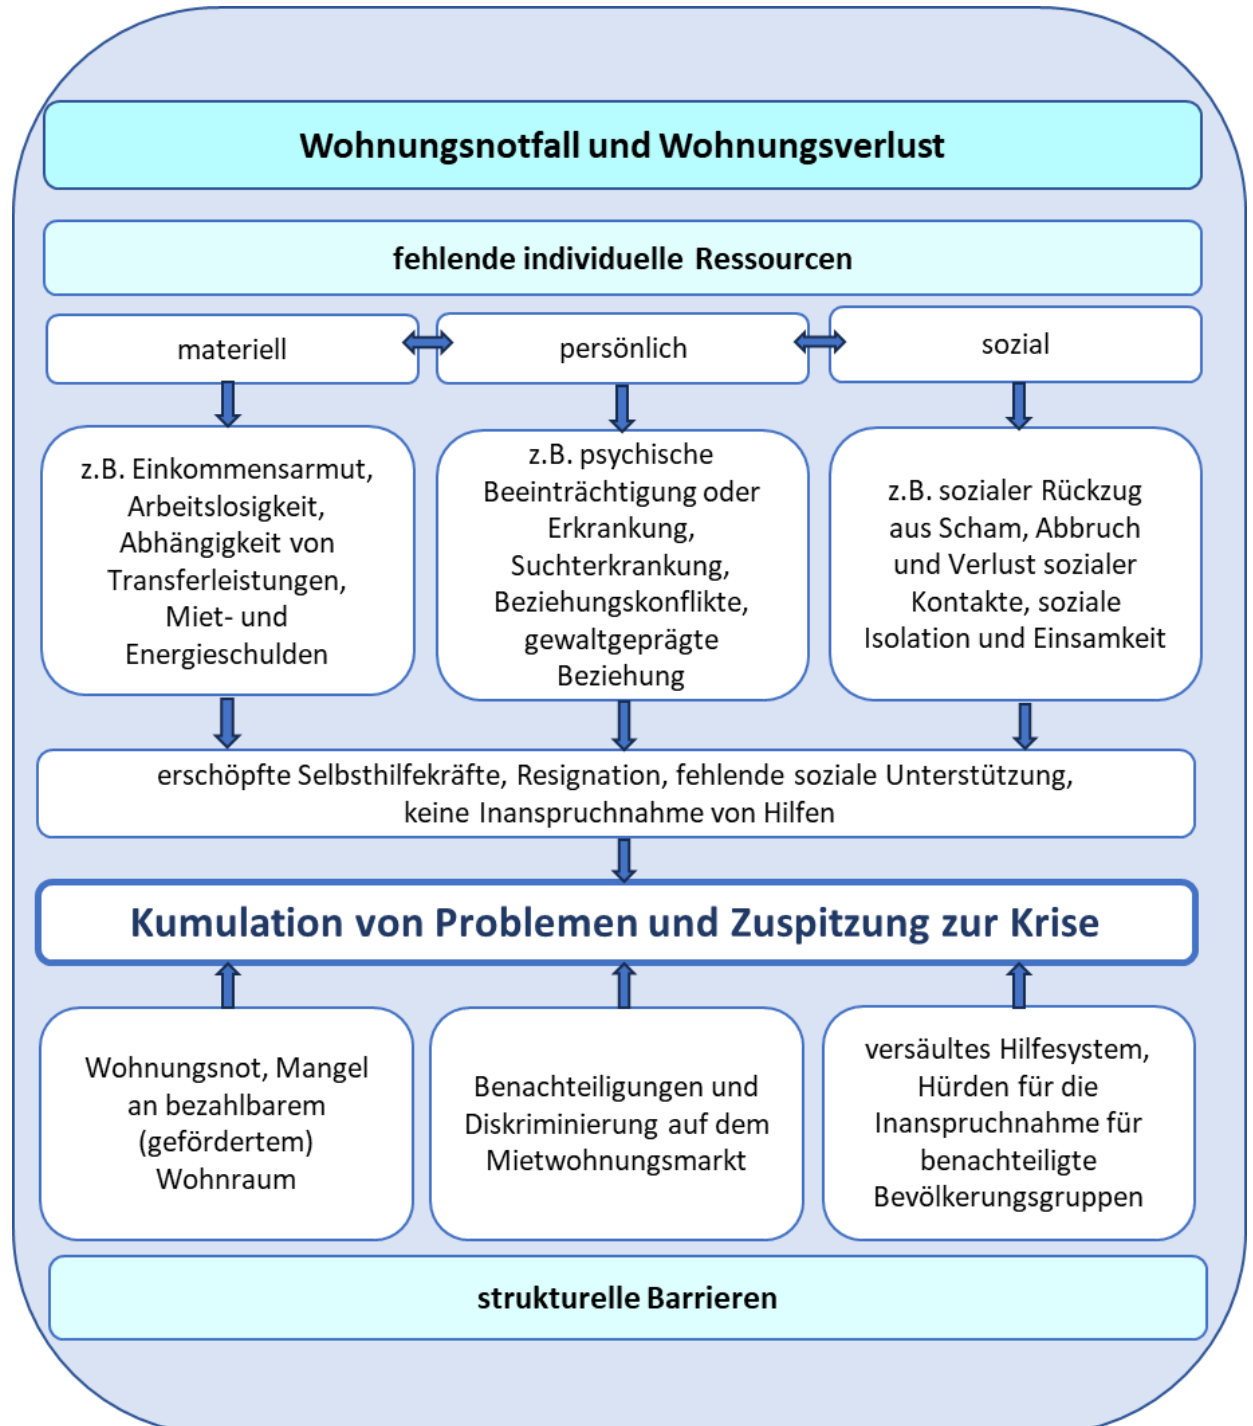 Wohnungsnotfall und Wohnungsverlust
fehlende individuelle Ressourcen
materiell
persönlich
sozial
z.B. Einkommensarmut,
Arbeitslosigkeit,
Abhängigkeit von
Transferleistungen,
Miet- und
Energieschulden
z.B. psychische
Beeinträchtigung oder
Erkrankung,
Suchterkrankung,
Beziehungskonflikte,
gewaltgeprägte
Beziehung
z.B. sozialer Rückzug
aus Scham, Abbruch
und Verlust sozialer
Kontakte, soziale
Isolation und Einsamkeit
erschöpfte Selbsthilfekräfte, Resignation, fehlende soziale Unterstützung,
keine Inanspruchnahme von Hilfen
Kumulation von Problemen und Zuspitzung zur Krise
Wohnungsnot, Mangel
an bezahlbarem
(gefördertem)
Wohnraum
Benachteiligungen und
Diskriminierung auf dem
Mietwohnungsmarkt
versäultes Hilfesystem,
Hürden für die
Inanspruchnahme für
benachteiligte
Bevölkerungsgruppen
strukturelle Barrieren